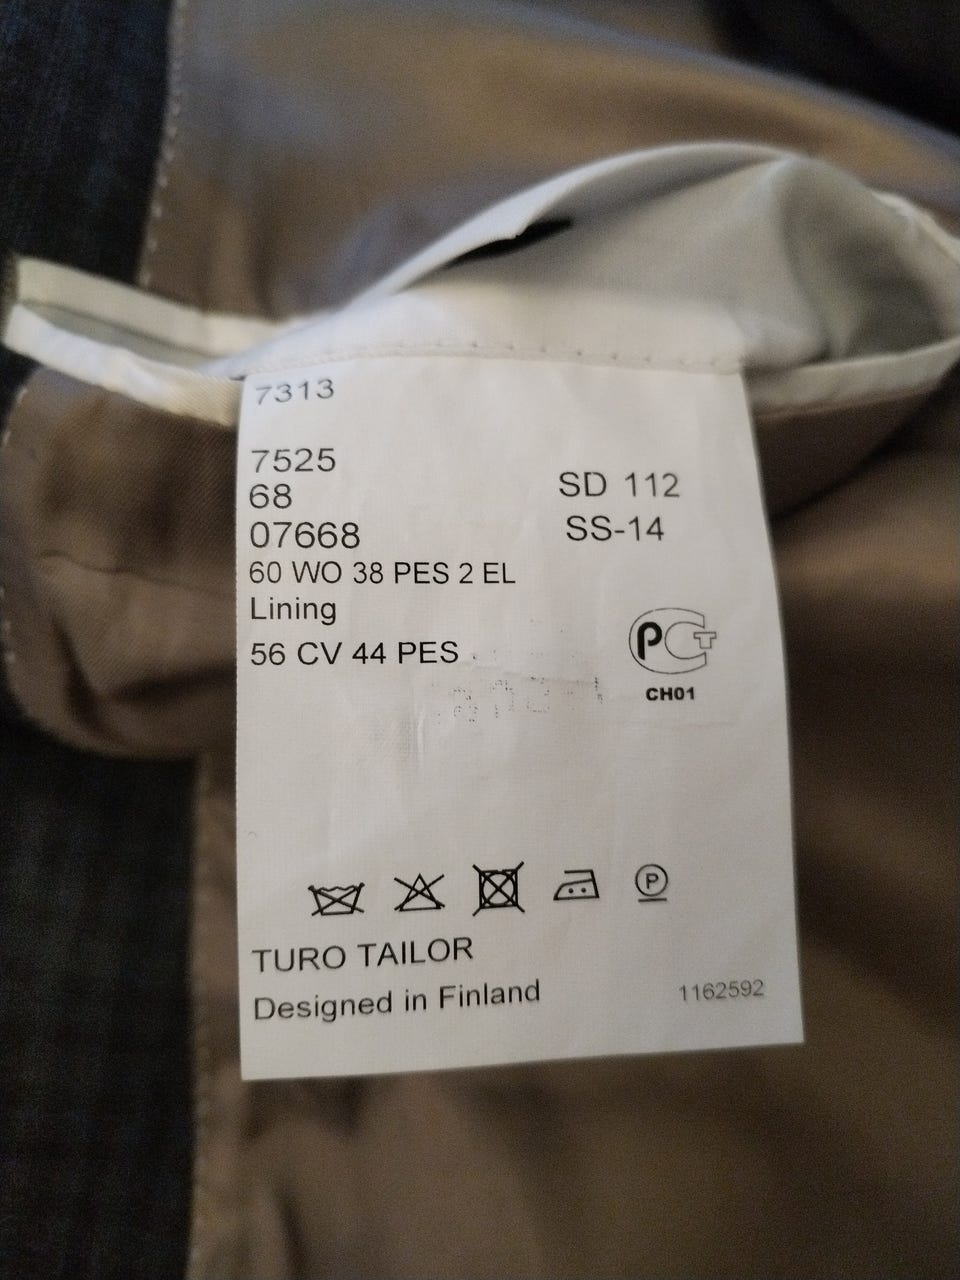 7313
7525
68
07668
SD 112
SS-14
60 WO 38 PES 2 EL
Lining
56 CV 44 PES
РСТ
CH01
P
TURO TAILOR
Designed in Finland
1162592